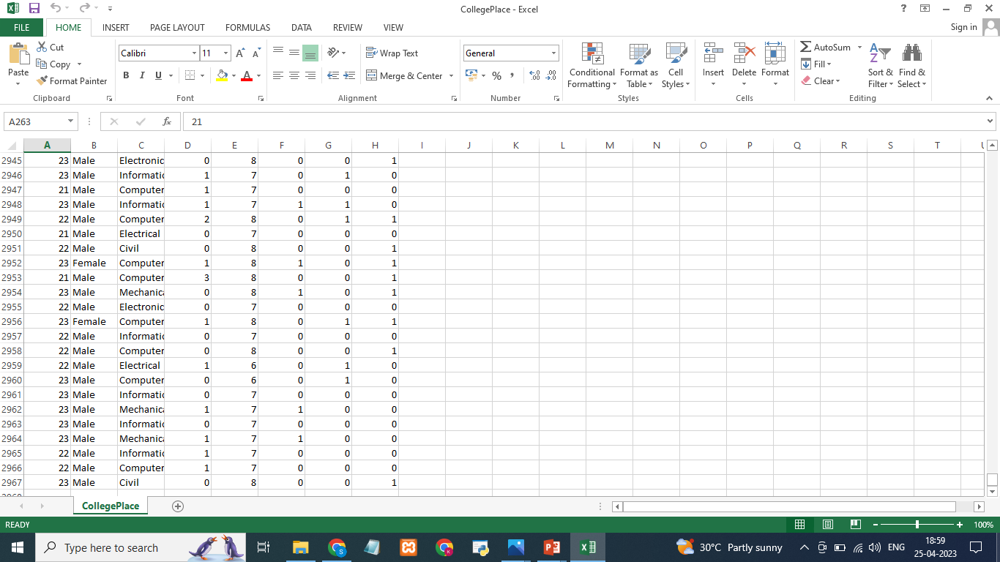 CollegePlace - Excel
FILE HOME INSERT PAGE LAYOUT FORMULAS DATA REVIEW VIEW Sign in
Cut
Copy
Format Painter
Paste
Clipboard
Calibri 11
B I U
Font
Wrap Text
Merge & Center
Alignment
General
%
Number
Conditional Formatting
Format as Table
Cell Styles
Styles
Insert Delete Format
Cells
AutoSum
Fill
Clear
Sort & Filter
Find & Select
Editing
A263 fx 21
A B C D E F G H I J K L M N O P Q R S T
2945 23 Male Electronic 0 8 0 0 1
2946 23 Male Informatic 1 7 0 1 0
2947 21 Male Computer 1 7 0 0 0
2948 23 Male Informatic 1 7 1 1 0
2949 22 Male Computer 2 8 0 1 1
2950 21 Male Electrical 0 7 0 0 0
2951 22 Male Civil 0 8 0 0 1
2952 23 Female Computer 1 8 1 0 1
2953 21 Male Computer 3 8 0 0 1
2954 23 Male Mechanica 0 8 1 0 1
2955 22 Male Electronic 0 7 0 0 0
2956 23 Female Computer 1 8 0 1 1
2957 22 Male Informatic 0 7 0 0 0
2958 22 Male Computer 0 8 0 0 1
2959 22 Male Electrical 1 6 0 1 0
2960 23 Male Computer 0 6 0 1 0
2961 23 Male Informatic 0 7 0 0 0
2962 23 Male Mechanica 1 7 1 0 0
2963 23 Male Informatic 0 7 0 0 0
2964 23 Male Mechanica 1 7 1 0 0
2965 22 Male Informatic 1 7 0 0 0
2966 22 Male Computer 1 7 0 0 0
2967 23 Male Civil 0 8 0 0 1
CollegePlace
READY 100%
Type here to search
30°C Partly sunny ENG
18:59
25-04-2023